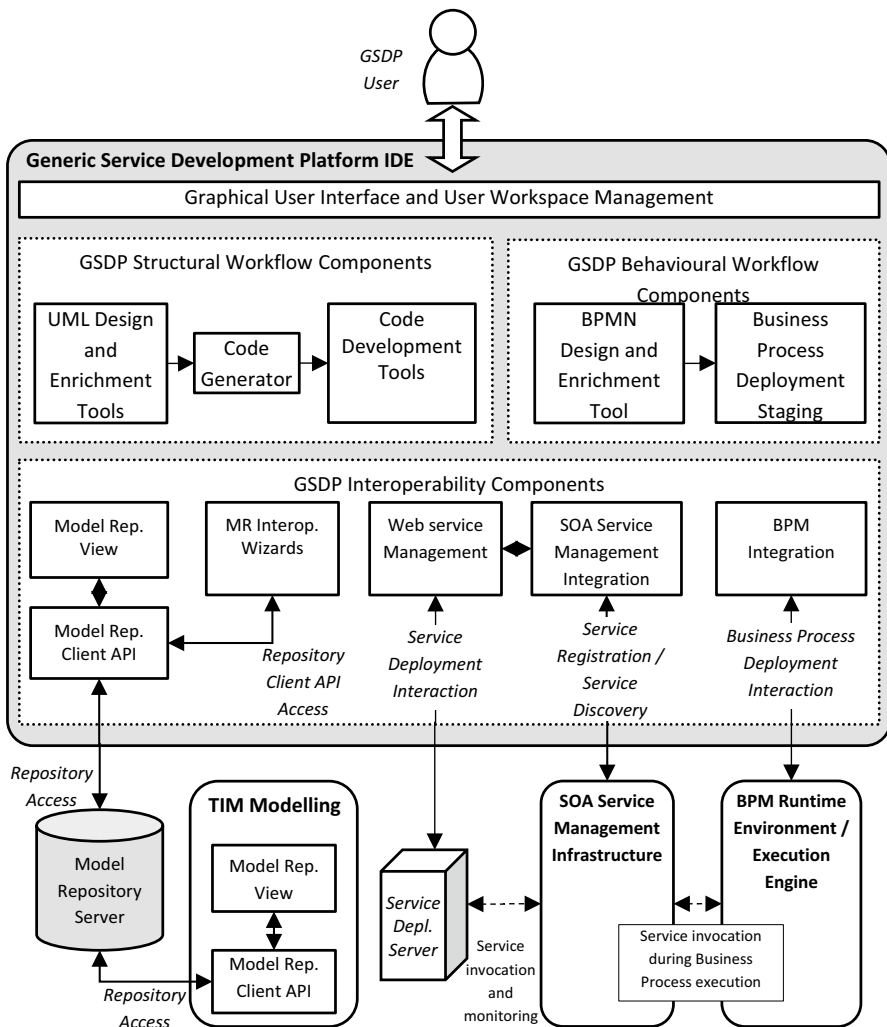 GSDP
User
Generic Service Development Platform IDE
Graphical User Interface and User Workspace Management
GSDP Structural Workflow Components
UML Design
and
Enrichment
Tools
Code
Generator
Code
Development
Tools
GSDP Behavioural Workflow
Components
BPMN
Design and
Enrichment
Tool
Business
Process
Deployment
Staging
GSDP Interoperability Components
Model Rep.
View
MR Interop.
Wizards
Web service
Management
SOA Service
Management
Integration
BPM
Integration
Model Rep.
Client API
Repository
Client API
Access
Service
Deployment
Interaction
Service
Registration /
Service
Discovery
Business Process
Deployment
Interaction
Repository
Access
Model
Repository
Server
Repository
Access
TIM Modelling
Model Rep.
View
Model Rep.
Client API
Service
Depl.
Server
Service
invocation
and
monitoring
SOA Service
Management
Infrastructure
BPM Runtime
Environment /
Execution
Engine
Service invocation
during Business
Process execution